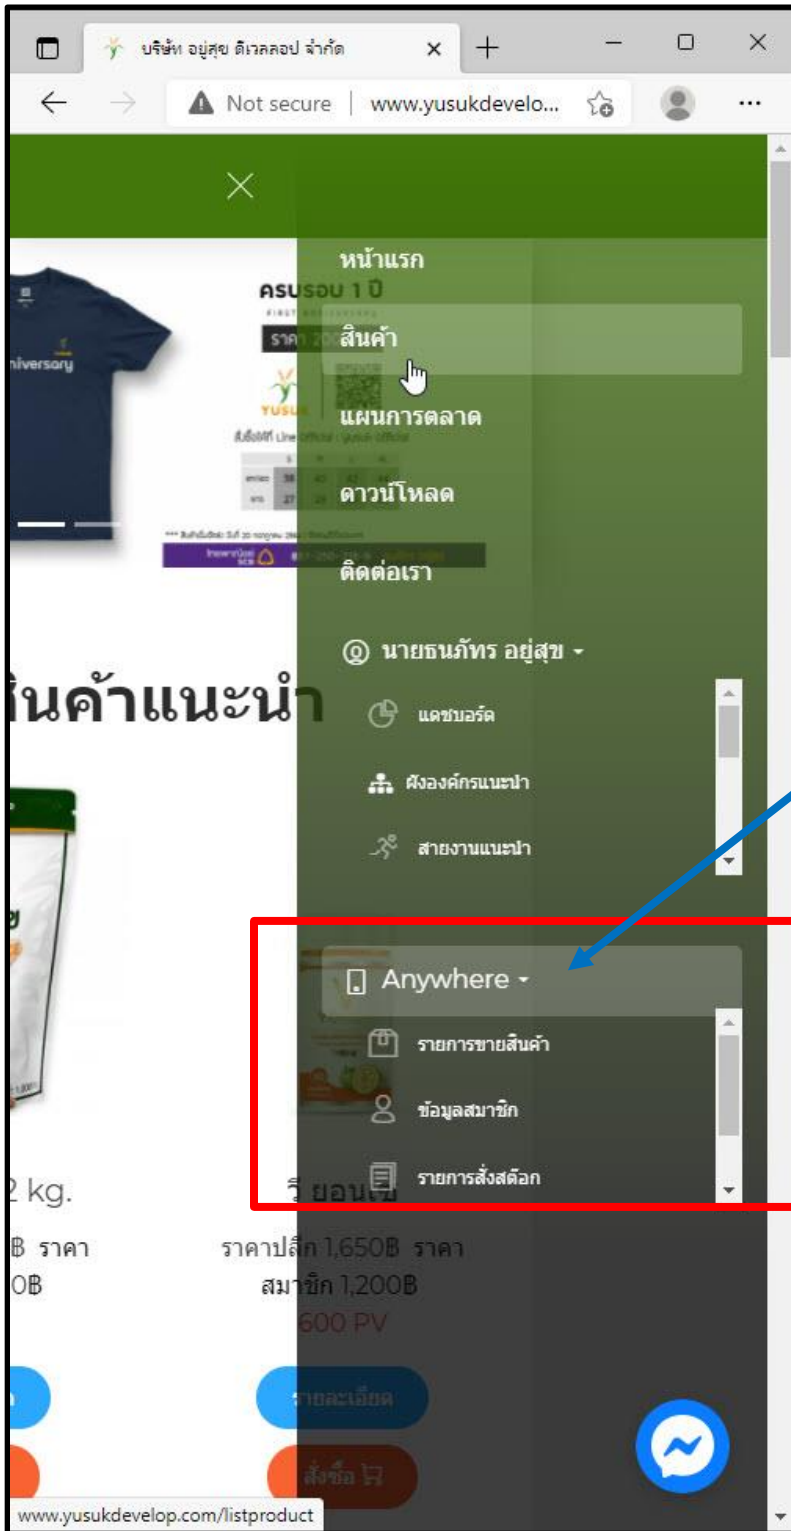 บริษัท อยู่สุข ดิเวลลอป จำกัด
Not secure | www.yusukdevelo...
niversary
ครบรอบ 1 ปี
YUSUK
หน้าแรก
สินค้า
แผนการตลาด
ดาวน์โหลด
ติดต่อเรา
นายธนภัทร อยู่สุข
แดชบอร์ด
ผังองค์กรแนะนำ
สายงานแนะนำ
ินค้าแนะนำ
Anywhere
รายการขายสินค้า
ข้อมูลสมาชิก
รายการสั่งสต๊อก
2 kg.
฿ ราคา
0฿
ราคาปลีก 1,650฿ ราคา
สมาชิก 1,200฿
600 PV
รายละเอียด
สั่งซื้อ
www.yusukdevelop.com/listproduct